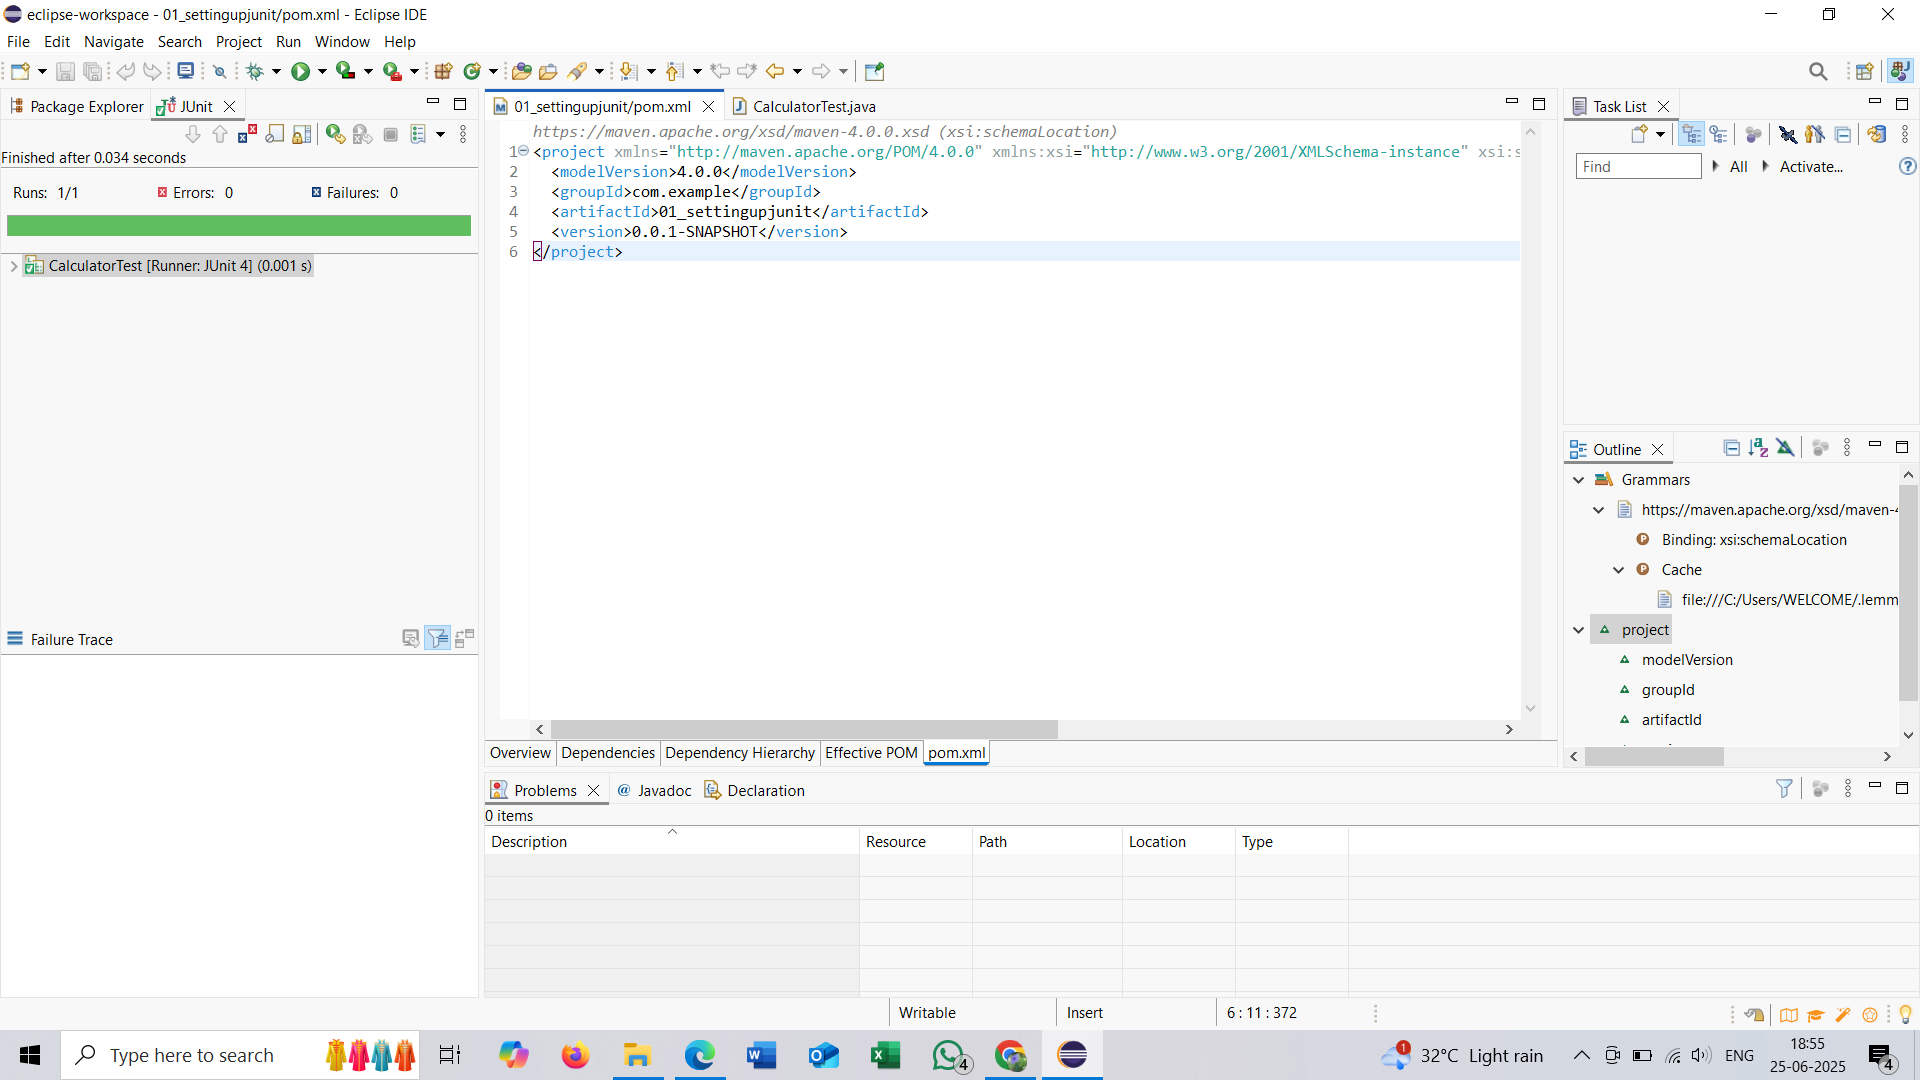 eclipse-workspace - 01_settingupjunit/pom.xml - Eclipse IDE
File Edit Navigate Search Project Run Window Help
Package Explorer JUnit
Finished after 0.034 seconds
Runs: 1/1 Errors: 0 Failures: 0
CalculatorTest [Runner: JUnit 4] (0.001 s)
Failure Trace
01_settingupjunit/pom.xml CalculatorTest.java
https://maven.apache.org/xsd/maven-4.0.0.xsd (xsi:schemaLocation)
1 <project xmlns="http://maven.apache.org/POM/4.0.0" xmlns:xsi="http://www.w3.org/2001/XMLSchema-instance" xsi:s
2 <modelVersion>4.0.0</modelVersion>
3 <groupId>com.example</groupId>
4 <artifactId>01_settingupjunit</artifactId>
5 <version>0.0.1-SNAPSHOT</version>
6 </project>
Overview Dependencies Dependency Hierarchy Effective POM pom.xml
Problems @ Javadoc Declaration
0 items
Description Resource Path Location Type
Task List
Find All Activate...
Outline
Grammars
https://maven.apache.org/xsd/maven-4
Binding: xsi:schemaLocation
Cache
file:///C:/Users/WELCOME/.lemm
project
modelVersion
groupId
artifactId
Writable Insert 6 : 11 : 372
Type here to search
4
1
32°C Light rain
ENG
18:55
25-06-2025
4